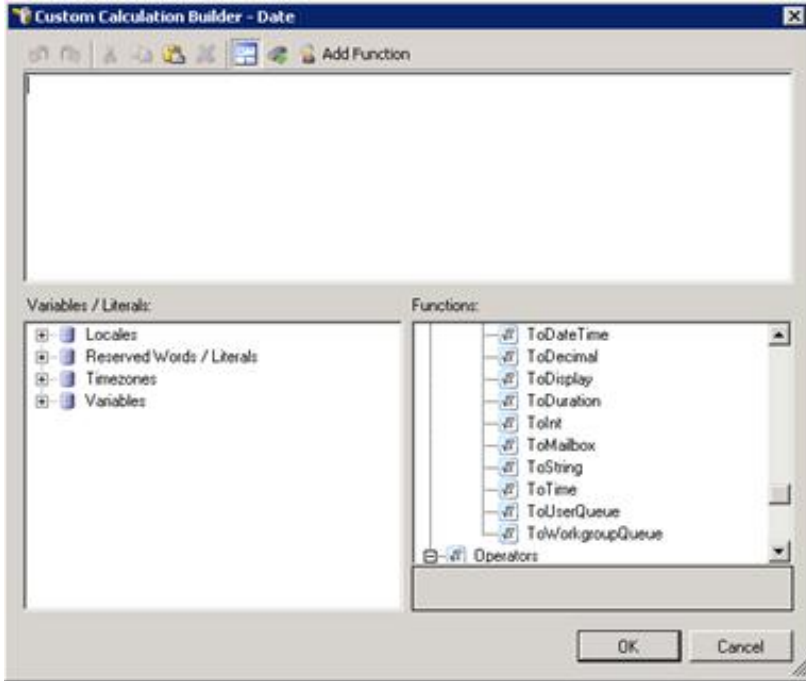 Custom Calculation Builder - Date
Add Function
Variables / Literals:
Functions:
Locales
Reserved Words / Literals
Timezones
Variables
ToDateTime
ToDecimal
ToDisplay
ToDuration
ToInt
ToMailbox
ToString
ToTime
ToUserQueue
ToWorkgroupQueue
Operators
OK
Cancel